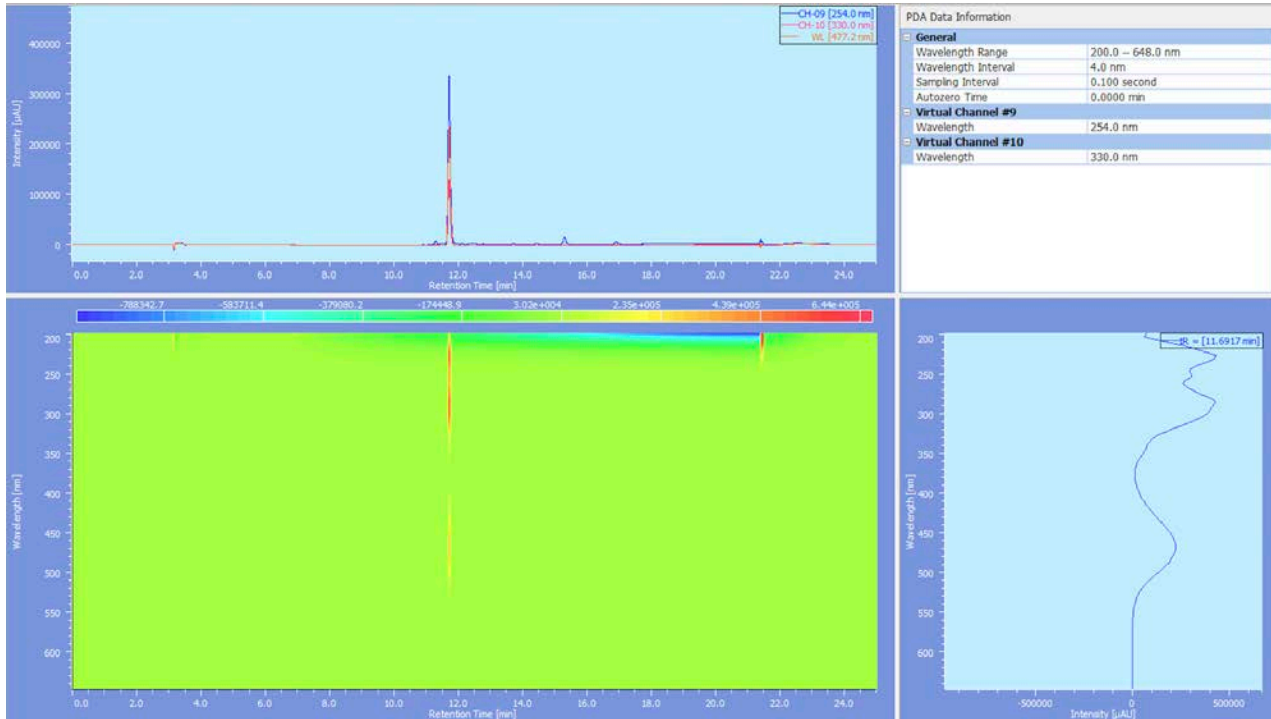 CH-09 [254.0 nm]
CH-10 [330.0 nm]
WL [477.2 nm]
Intensity [µAU]
400000
300000
200000
100000
0
0.0 2.0 4.0 6.0 8.0 10.0 12.0 14.0 16.0 18.0 20.0 22.0 24.0
Retention Time [min]
PDA Data Information
General
Wavelength Range 200.0 – 648.0 nm
Wavelength Interval 4.0 nm
Sampling Interval 0.100 second
Autozero Time 0.0000 min
Virtual Channel #9
Wavelength 254.0 nm
Virtual Channel #10
Wavelength 330.0 nm
-788342.7 -583711.4 -379080.2 -174448.9 3.02e+004 2.35e+005 4.39e+005 6.44e+005
Wavelength [nm]
200
250
300
350
400
450
500
550
600
0.0 2.0 4.0 6.0 8.0 10.0 12.0 14.0 16.0 18.0 20.0 22.0 24.0
Retention Time [min]
tR = [11.6917 min]
Wavelength [nm]
200
250
300
350
400
450
500
550
600
-500000 0 500000
Intensity [µAU]